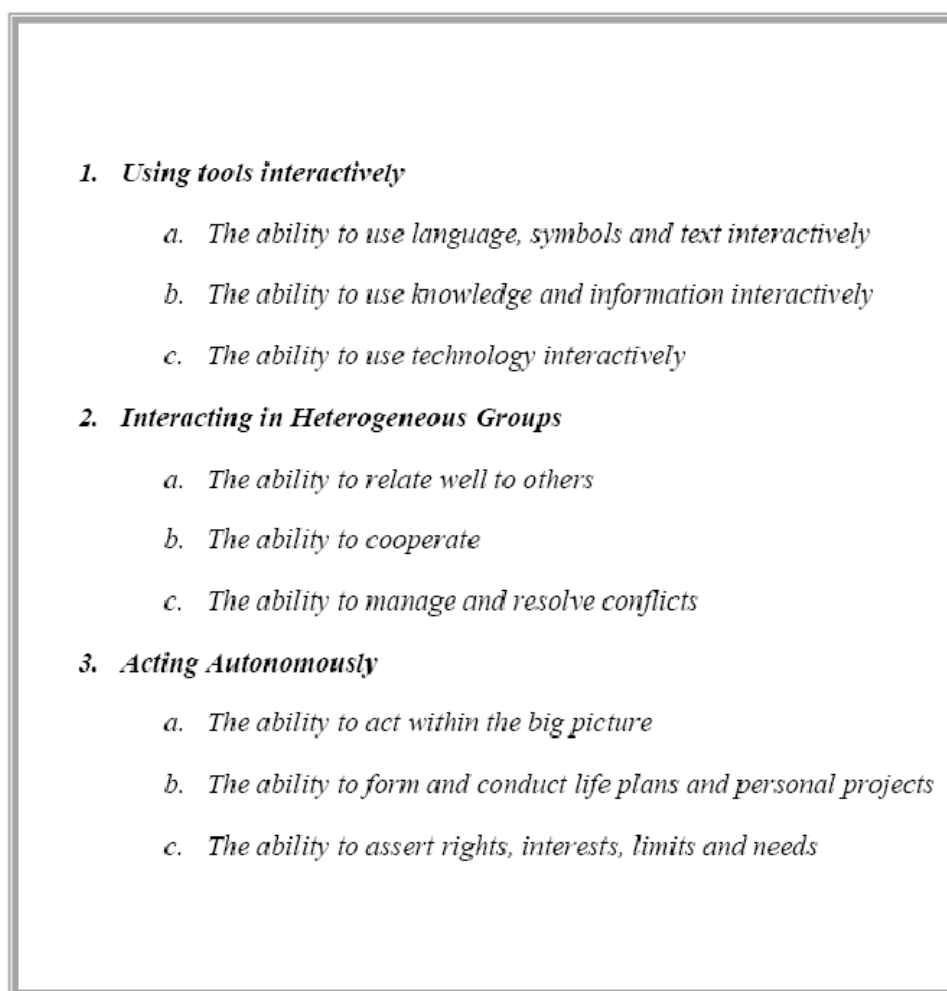 1. Using tools interactively
a. The ability to use language, symbols and text interactively
b. The ability to use knowledge and information interactively
c. The ability to use technology interactively
2. Interacting in Heterogeneous Groups
a. The ability to relate well to others
b. The ability to cooperate
c. The ability to manage and resolve conflicts
3. Acting Autonomously
a. The ability to act within the big picture
b. The ability to form and conduct life plans and personal projects
c. The ability to assert rights, interests, limits and needs